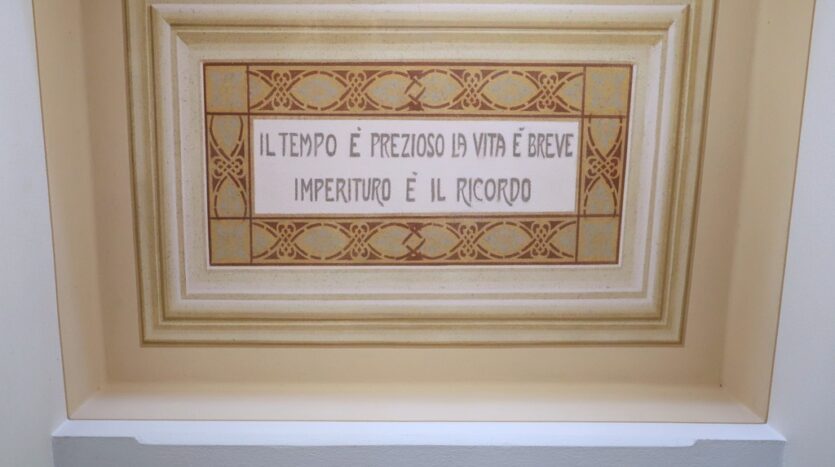 IL TEMPO È PREZIOSO LA VITA È BREVE
IMPERITURO È IL RICORDO